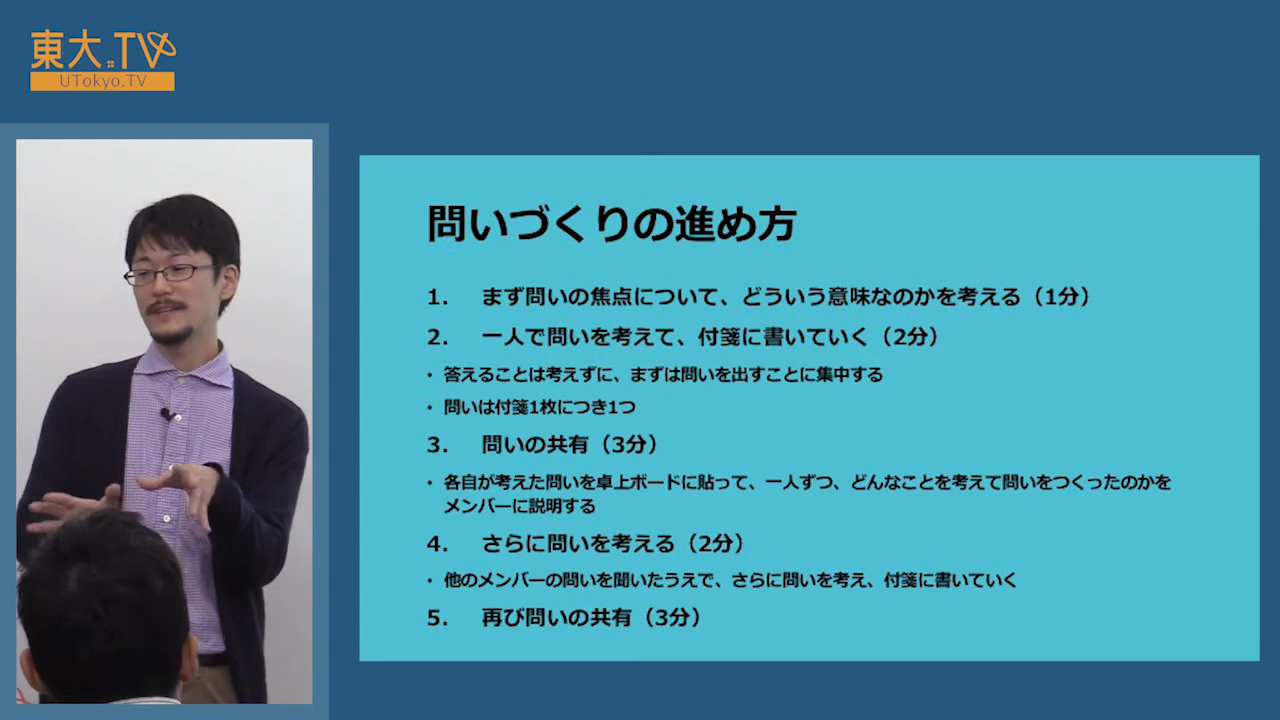 東大.TV
UTokyo.TV
問いづくりの進め方
1. まず問いの焦点について、どういう意味なのかを考える（1分）
2. 一人で問いを考えて、付箋に書いていく（2分）
・ 答えることは考えずに、まずは問いを出すことに集中する
・ 問いは付箋1枚につき1つ
3. 問いの共有（3分）
・ 各自が考えた問いを卓上ボードに貼って、一人ずつ、どんなことを考えて問いをつくったのかを
メンバーに説明する
4. さらに問いを考える（2分）
・ 他のメンバーの問いを聞いたうえで、さらに問いを考え、付箋に書いていく
5. 再び問いの共有（3分）